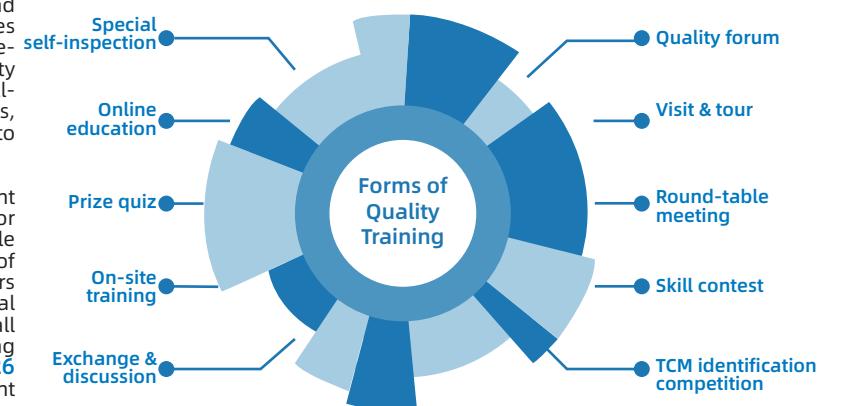 Special
self-inspection
Online
education
Prize quiz
On-site
training
Exchange &
discussion
Forms of
Quality
Training
Quality forum
Visit & tour
Round-table
meeting
Skill contest
TCM identification
competition